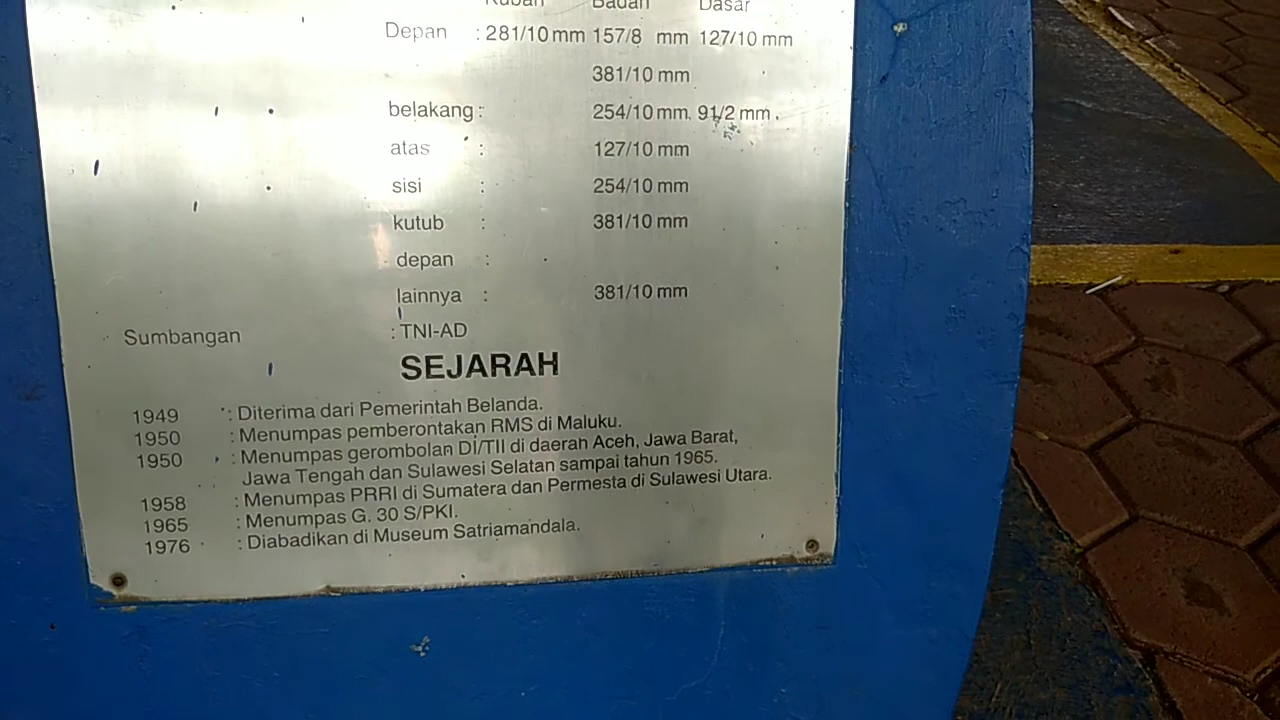 Kubah Badan Dasar
Depan : 281/10 mm 157/8 mm 127/10 mm
381/10 mm
belakang : 254/10 mm. 91/2 mm.
atas : 127/10 mm
sisi : 254/10 mm
kutub : 381/10 mm
depan :
lainnya : 381/10 mm
Sumbangan : TNI-AD
SEJARAH
1949 : Diterima dari Pemerintah Belanda.
1950 : Menumpas pemberontakan RMS di Maluku.
1950 : Menumpas gerombolan DI/TII di daerah Aceh, Jawa Barat,
Jawa Tengah dan Sulawesi Selatan sampai tahun 1965.
1958 : Menumpas PRRI di Sumatera dan Permesta di Sulawesi Utara.
1965 : Menumpas G. 30 S/PKI.
1976 : Diabadikan di Museum Satriamandala.